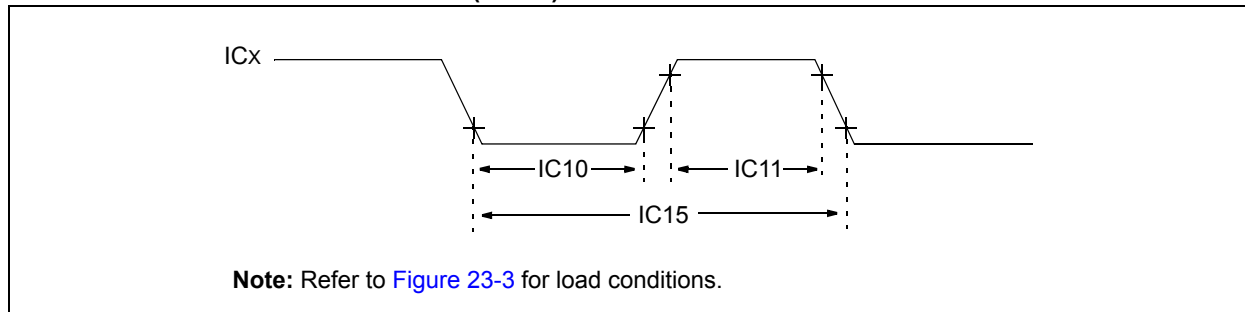 ICx
IC10
IC11
IC15
Note: Refer to Figure 23-3 for load conditions.